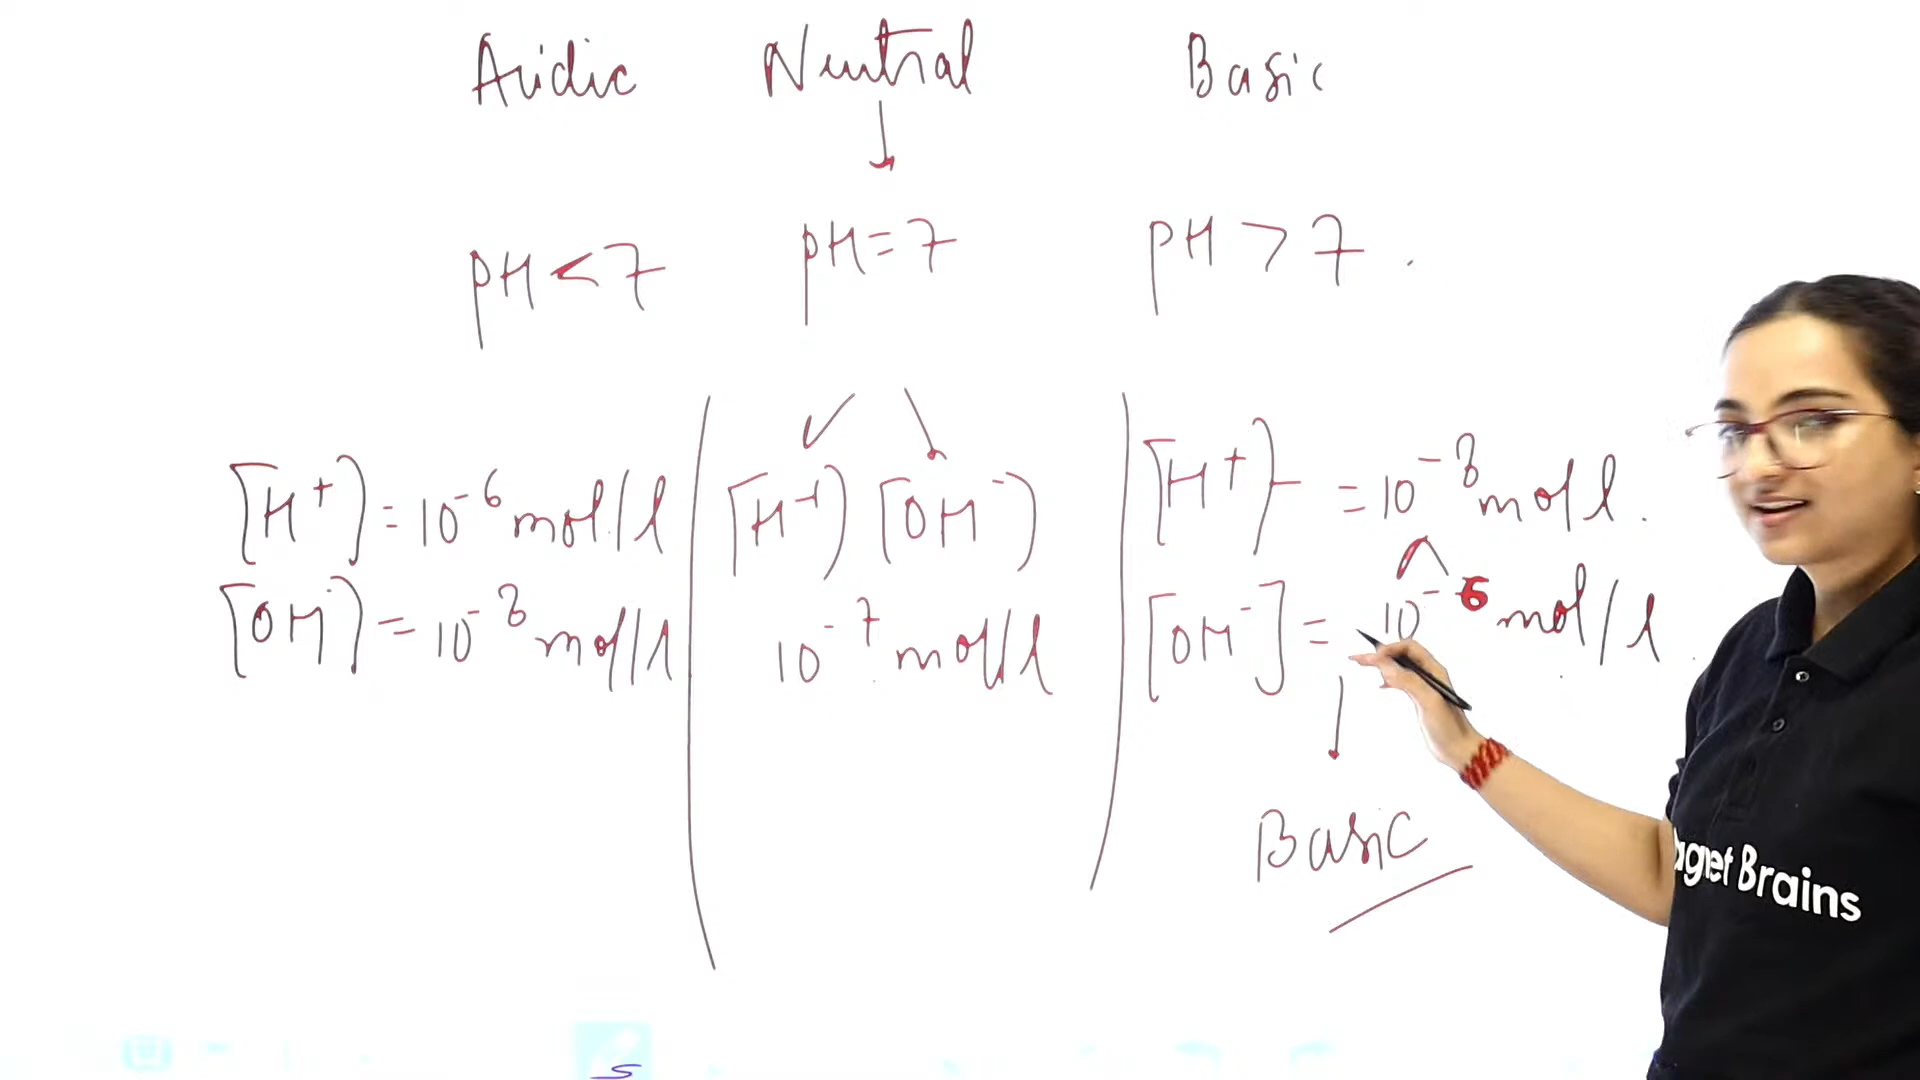 Acidic Neutral Basic
pH < 7 pH = 7 pH > 7
[H+] = 10⁻⁶ mol/l [H+] [OH⁻] [H+] = 10⁻⁸ mol/l.
[OH⁻] = 10⁻⁸ mol/l 10⁻⁷ mol/l [OH⁻] = 10⁻⁶ mol/l
Basic
agnet Brains